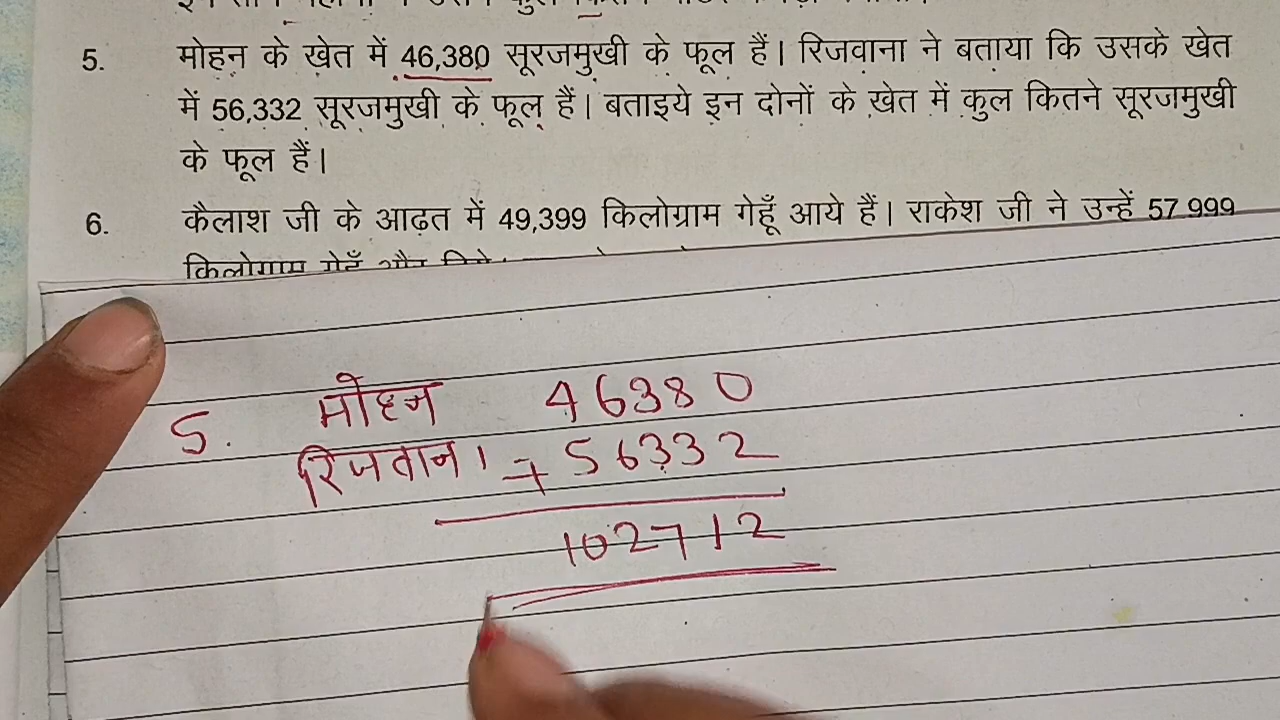 5. मोहन के खेत में 46,380 सूरजमुखी के फूल हैं। रिजवाना ने बताया कि उसके खेत
में 56,332 सूरजमुखी के फूल हैं। बताइये इन दोनों के खेत में कुल कितने सूरजमुखी
के फूल हैं।
6. कैलाश जी के आढ़त में 49,399 किलोग्राम गेहूँ आये हैं। राकेश जी ने उन्हें 57,999
किलोग्राम गेहूँ और
5. मोहन 46380
रिजवाना + 56332
102712